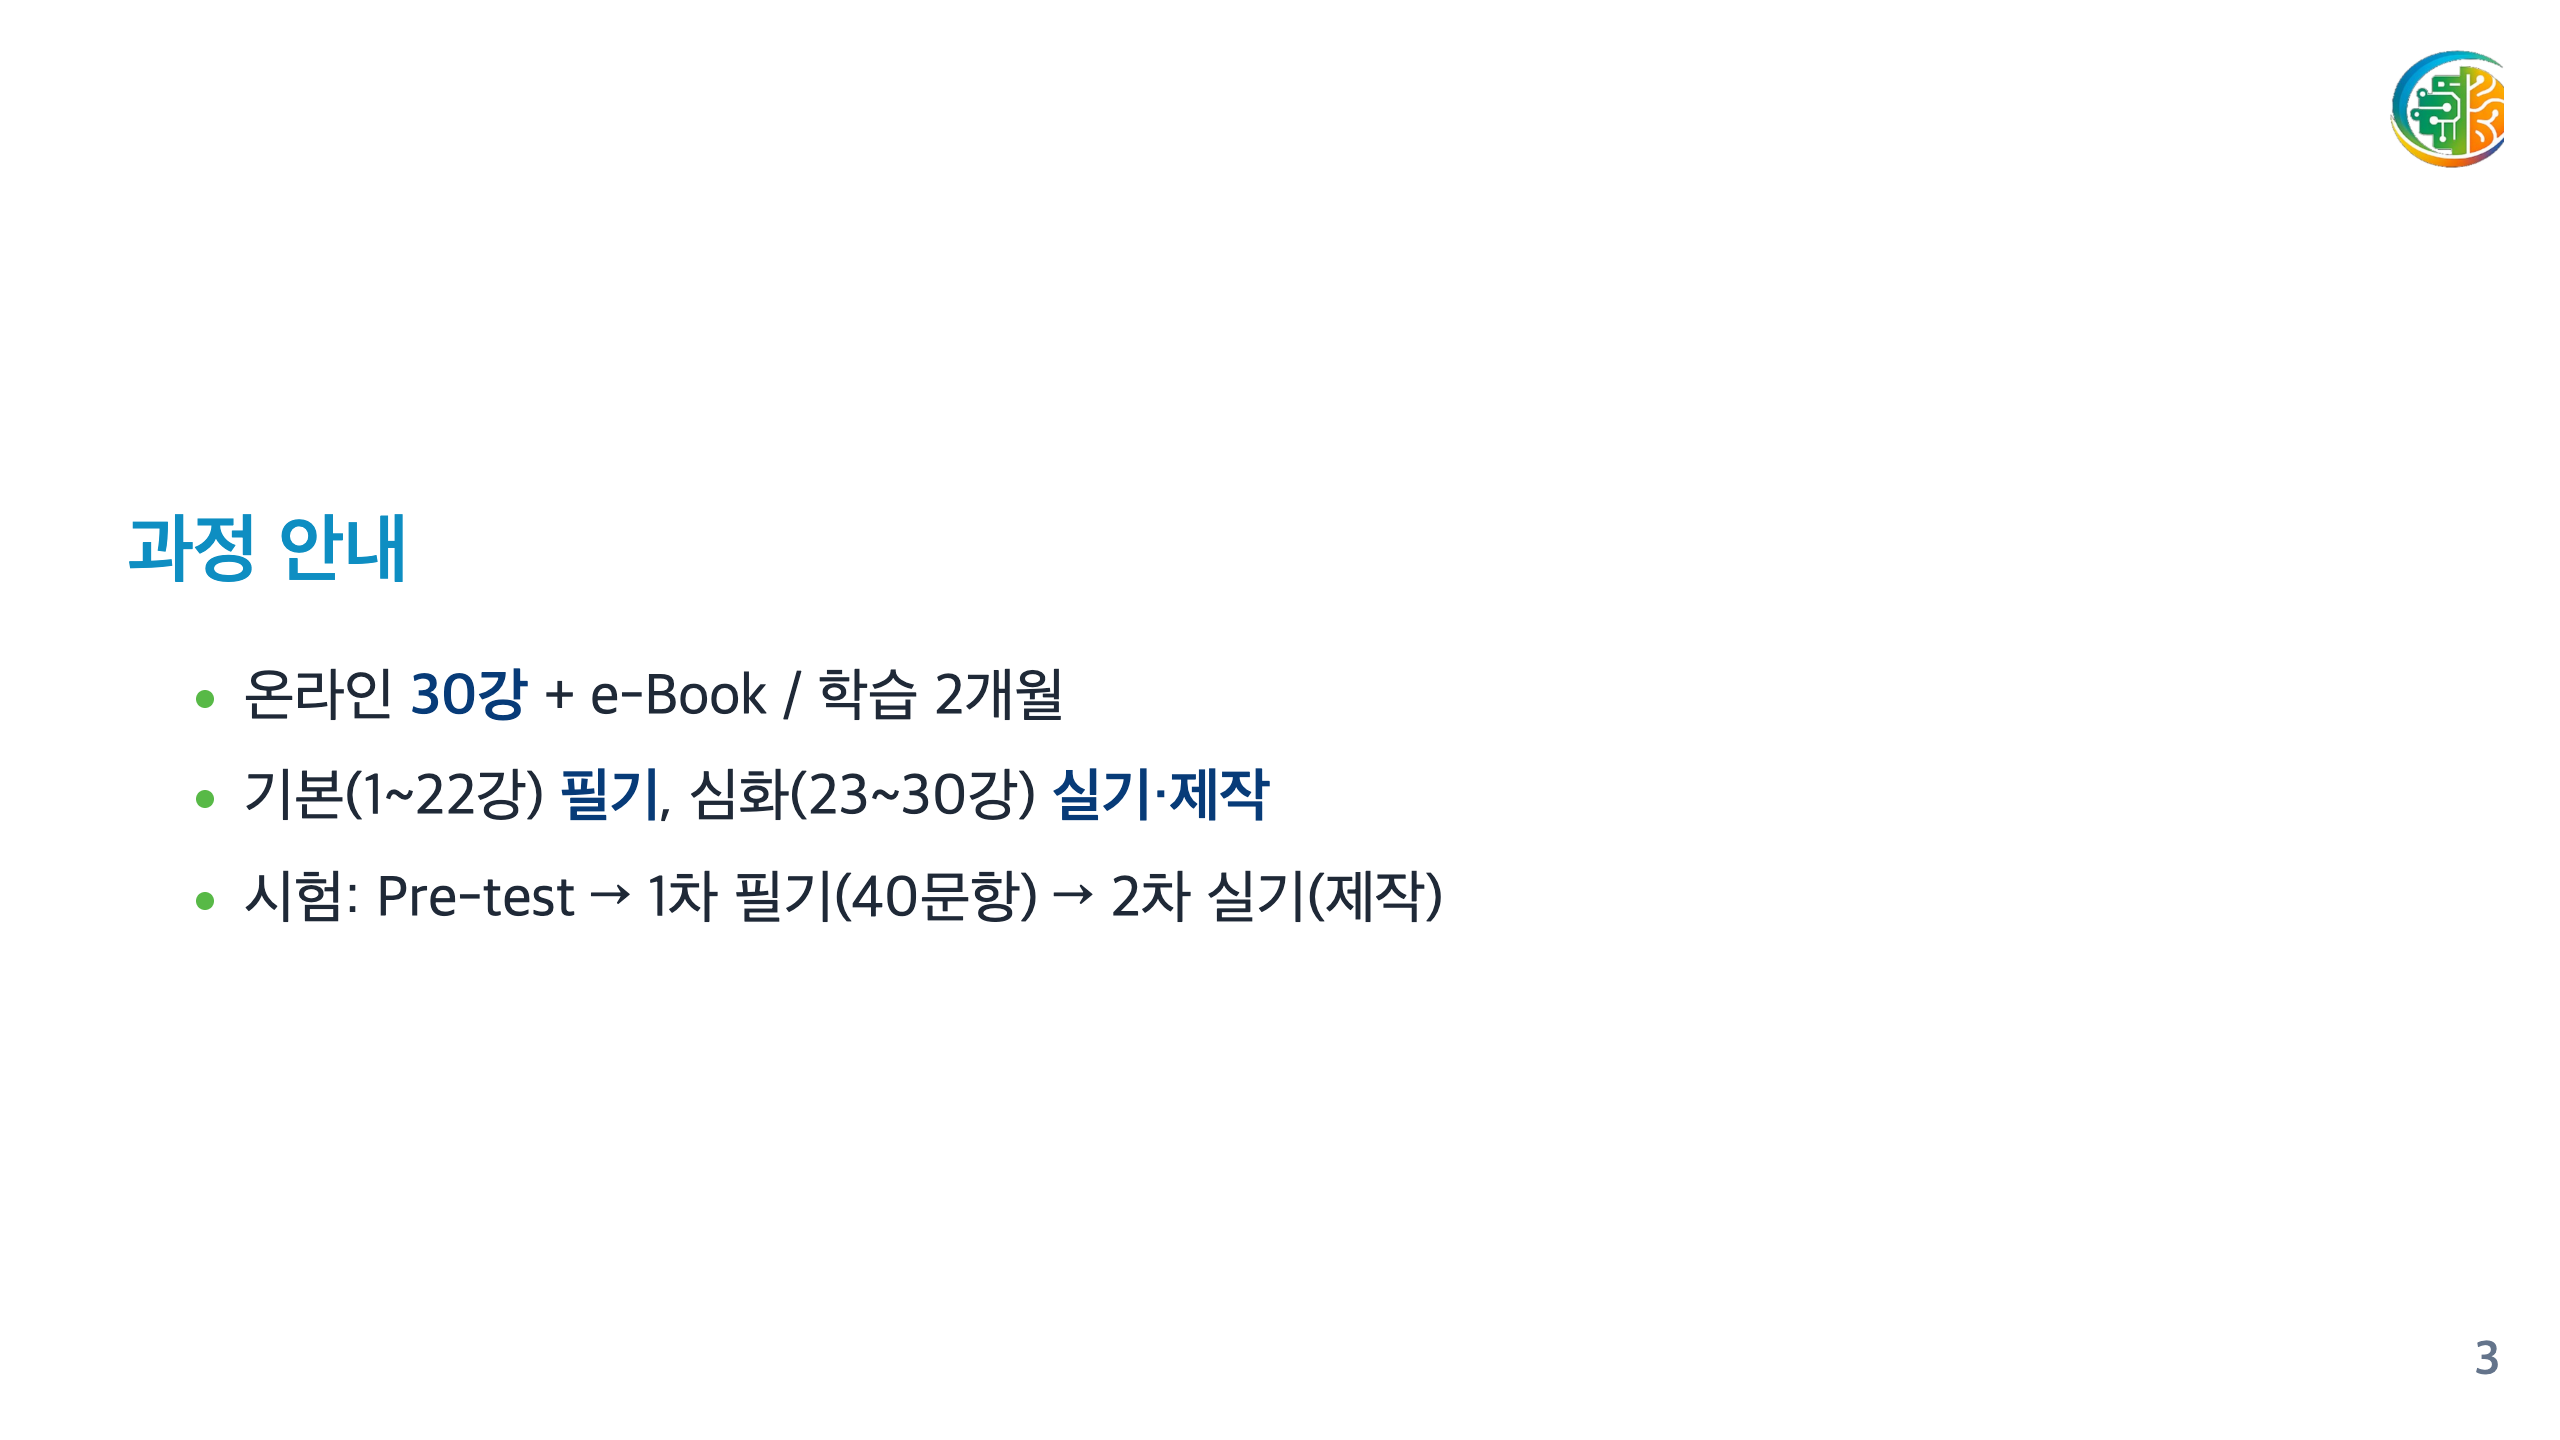 과정 안내
• 온라인 30강 + e-Book / 학습 2개월
• 기본(1~22강) 필기, 심화(23~30강) 실기·제작
• 시험: Pre-test → 1차 필기(40문항) → 2차 실기(제작)
3